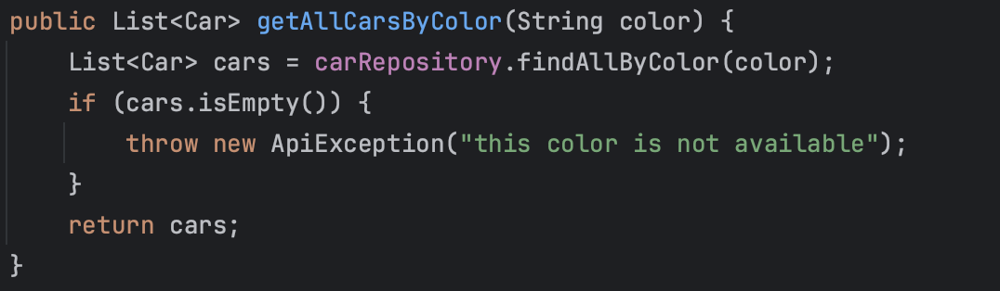 public List<Car> getAllCarsByColor(String color) {
    List<Car> cars = carRepository.findAllByColor(color);
    if (cars.isEmpty()) {
        throw new ApiException("this color is not available");
    }
    return cars;
}